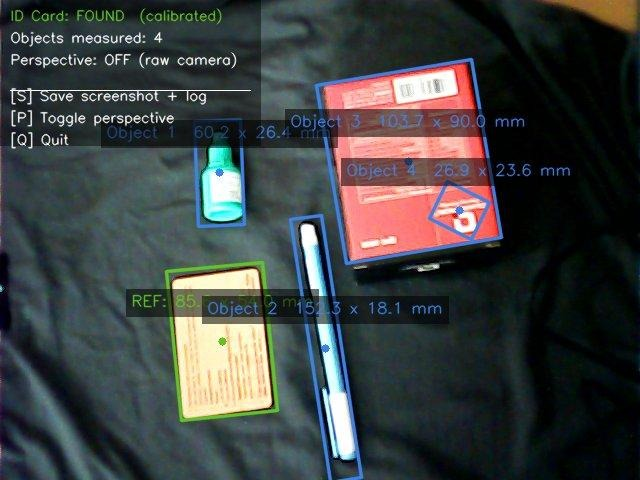 ID Card: FOUND (calibrated)
Objects measured: 4
Perspective: OFF (raw camera)
[S] Save screenshot + log
[P] Toggle perspective
[Q] Quit
Object 1 60.2 x 26.4
Object 3 103.7 x 90.0 mm
Object 4 26.9 x 23.6 mm
REF: 85.
Object 2 152.3 x 18.1 mm